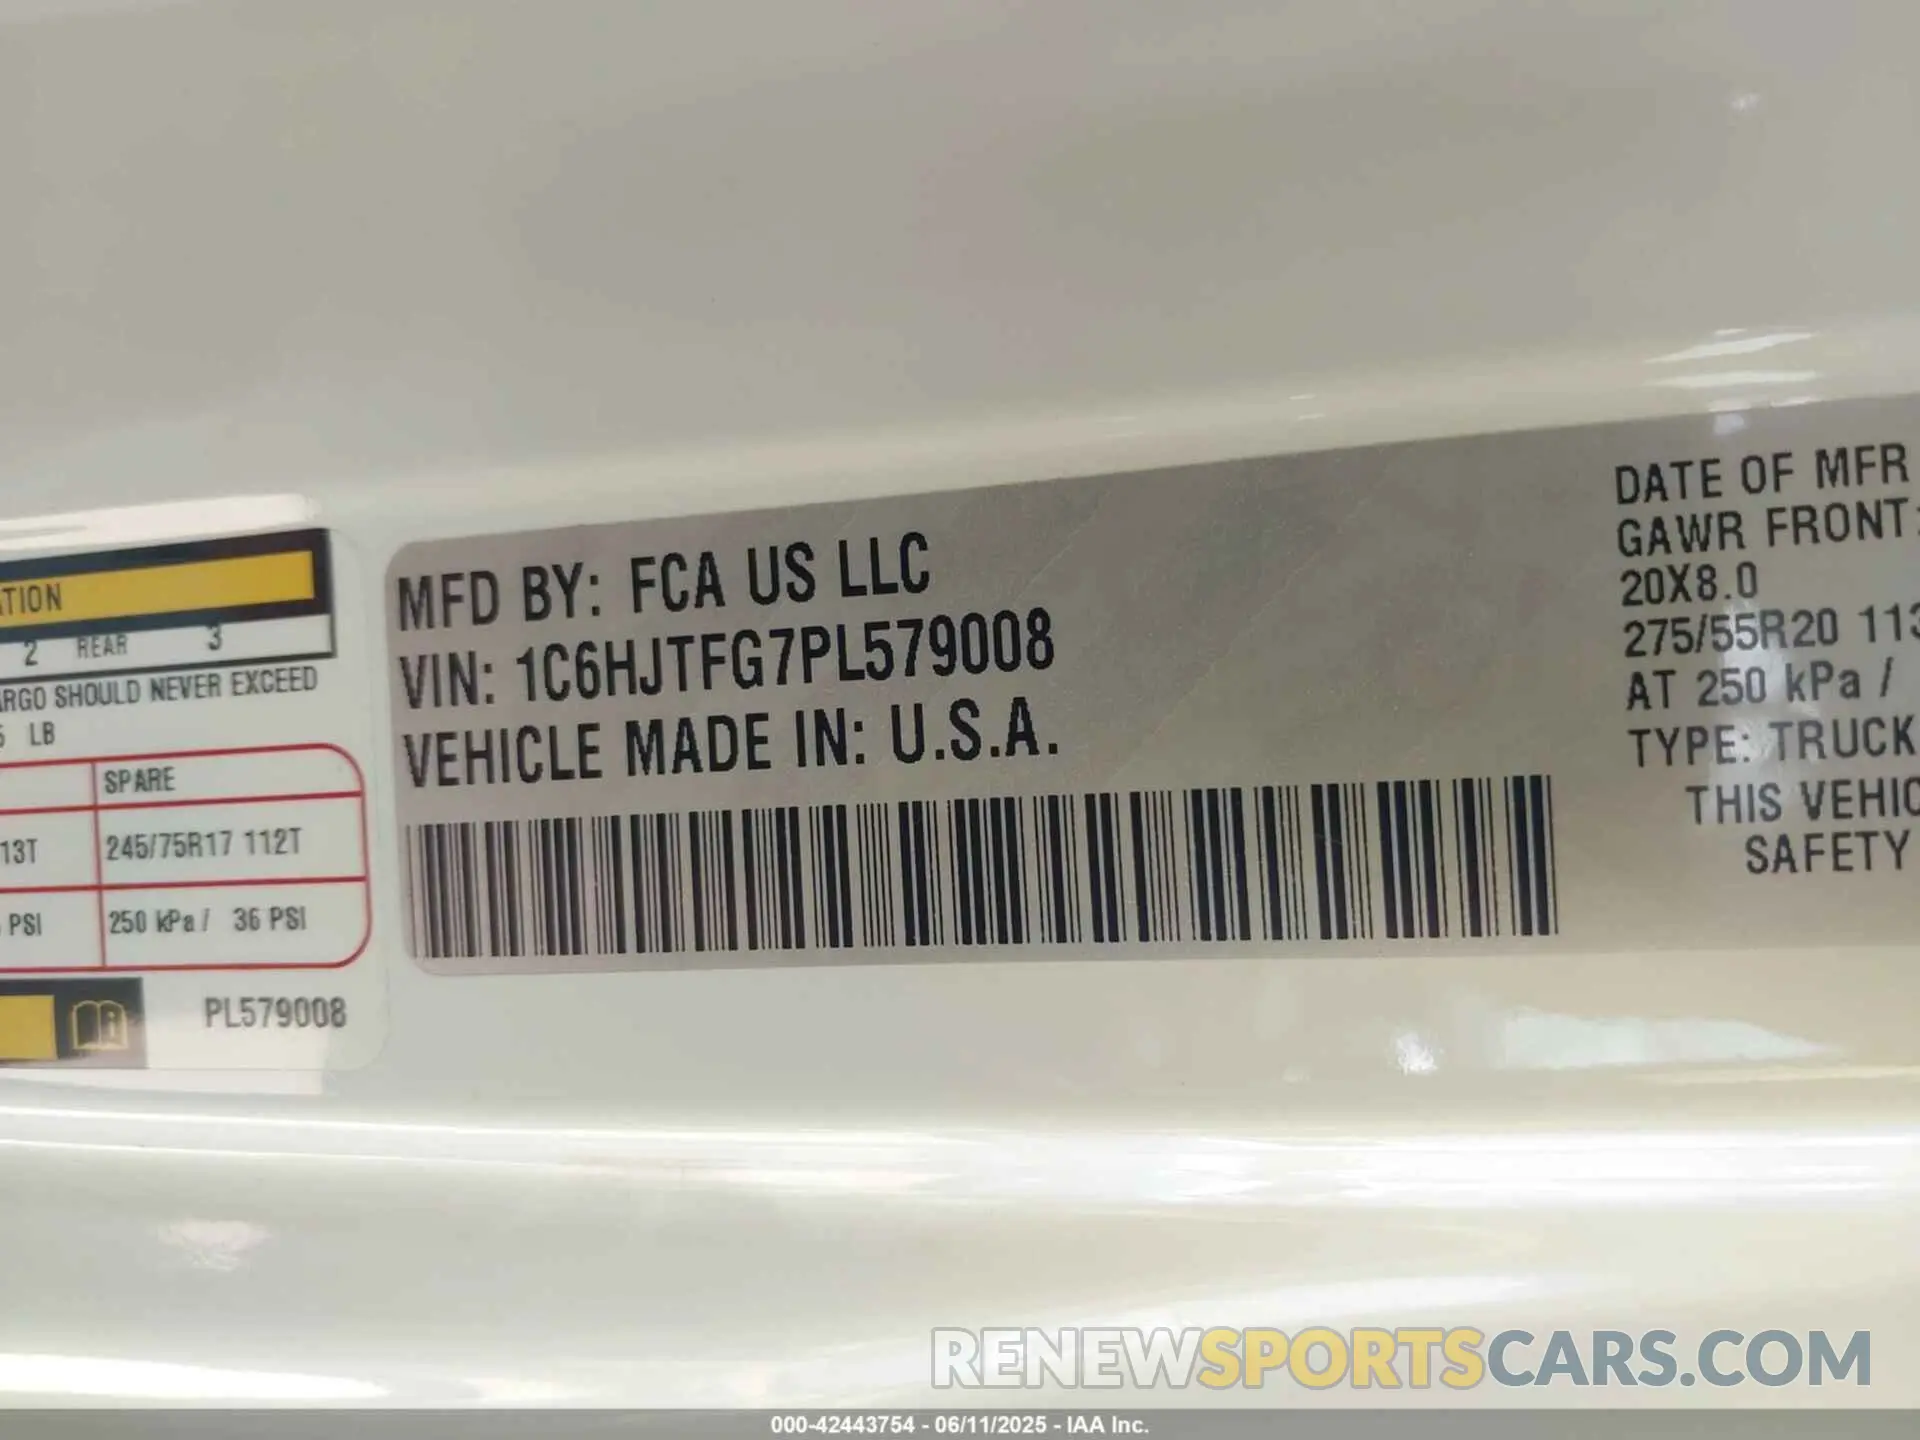 ATION
2 REAR 3
ARGO SHOULD NEVER EXCEED
5 LB
SPARE
13T 245/75R17 112T
PSI 250 kPa / 36 PSI
PL579008
MFD BY: FCA US LLC
VIN: 1C6HJTFG7PL579008
VEHICLE MADE IN: U.S.A.
DATE OF MFR
GAWR FRONT:
20X8.0
275/55R20 113
AT 250 kPa /
TYPE: TRUCK
THIS VEHIC
SAFETY
RENEWSPORTSCARS.COM
000-42443754 - 06/11/2025 - IAA Inc.